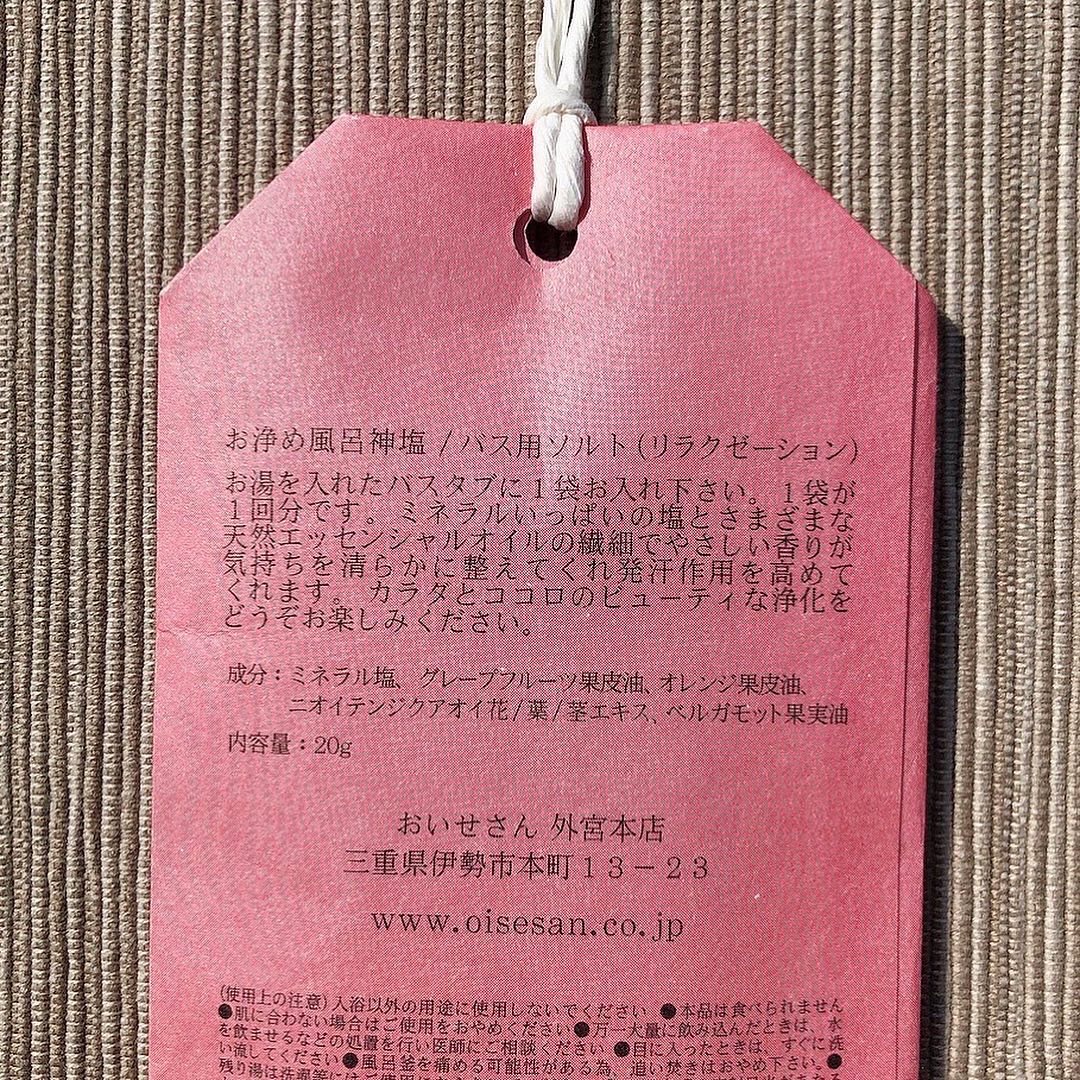 お浄め風呂神塩 / バス用ソルト(リラクゼーション)
お湯を入れたバスタブに1袋お入れ下さい。1袋が
1回分です。ミネラルいっぱいの塩とさまざまな
天然エッセンシャルオイルの繊細でやさしい香りが
気持ちを清らかに整えてくれ発汗作用を高めて
くれます。カラダとココロのビューティな浄化を
どうぞお楽しみください。
成分:ミネラル塩、グレープフルーツ果皮油、オレンジ果皮油、
ニオイテンジクアオイ花/葉/茎エキス、ベルガモット果実油
内容量:20g
おいせさん 外宮本店
三重県伊勢市本町13-23
www.oisesan.co.jp
(使用上の注意)入浴以外の用途に使用しないでください ●本品は食べられません
●肌に合わない場合はご使用をおやめください●万一大量に飲み込んだときは、水
を飲ませるなどの処置を行い医師にご相談ください ●目に入ったときは、すぐに洗
い流してください●風呂釜を痛める可能性がある為、追い焚きはおやめ下さい。●
残り湯は洗濯等にはご使用に